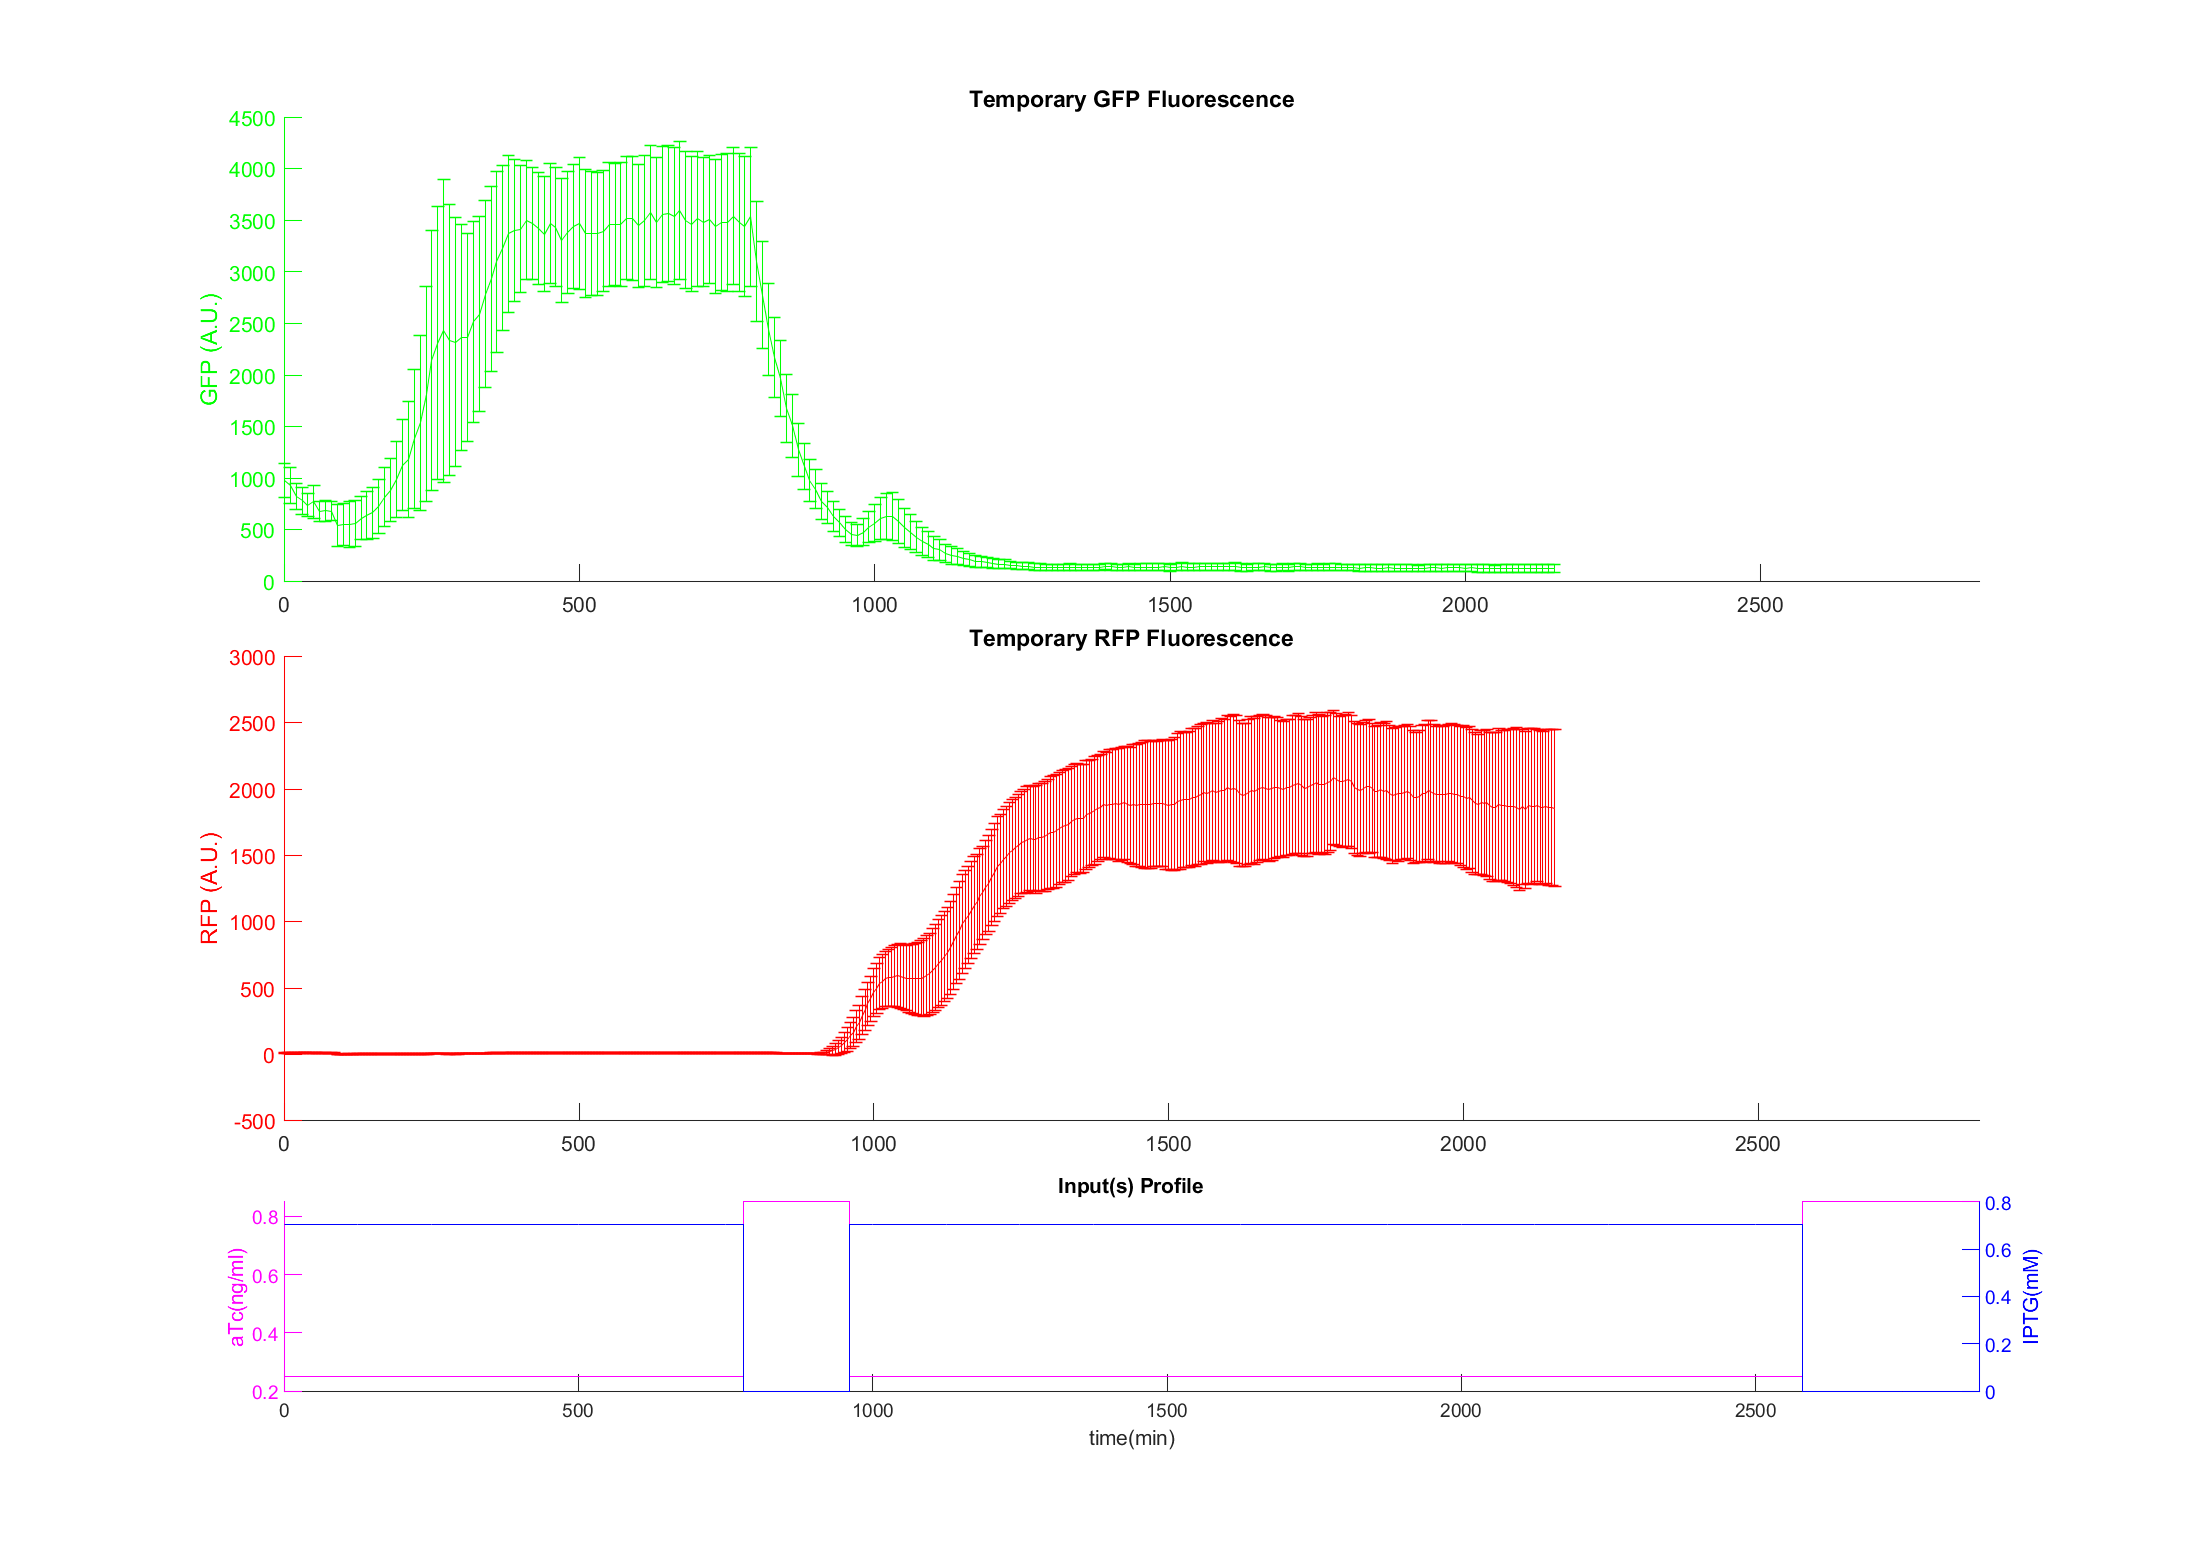 Temporary GFP Fluorescence
4500
4000
3500
3000
2500
2000
1500
1000
500
0
GFP (A.U.)
0 500 1000 1500 2000 2500
Temporary RFP Fluorescence
3000
2500
2000
1500
1000
500
0
-500
RFP (A.U.)
0 500 1000 1500 2000 2500
Input(s) Profile
0.8
0.6
0.4
0.2
aTc(ng/ml)
0.8
0.6
0.4
0.2
0
IPTG(mM)
0 500 1000 1500 2000 2500
time(min)